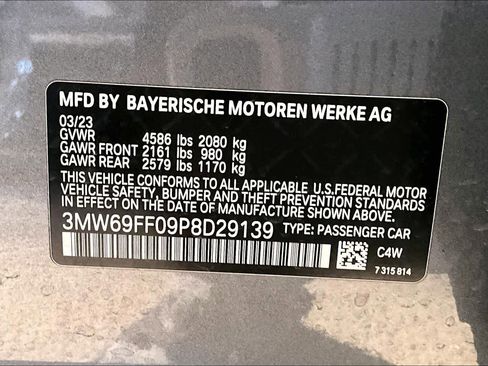 MFD BY BAYERISCHE MOTOREN WERKE AG
03/23
GVWR 4586 lbs 2080 kg
GAWR FRONT 2161 lbs 980 kg
GAWR REAR 2579 lbs 1170 kg
THIS VEHICLE CONFORMS TO ALL APPLICABLE U.S.FEDERAL MOTOR
VEHICLE SAFETY, BUMPER AND THEFT PREVENTION STANDARDS IN
EFFECT ON THE DATE OF MANUFACTURE SHOWN ABOVE.
3MW69FF09P8D29139 TYPE: PASSENGER CAR
C4W
7 315 814